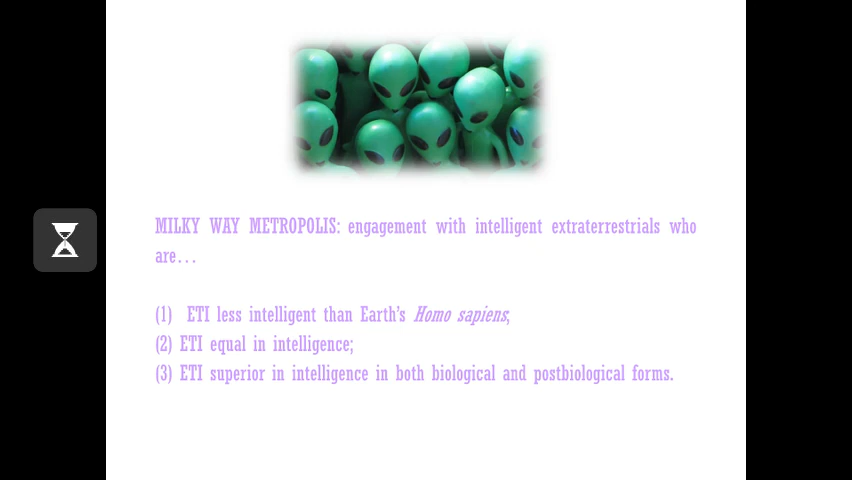 MILKY WAY METROPOLIS: engagement with intelligent extraterrestrials who
are…
(1) ETI less intelligent than Earth's Homo sapiens;
(2) ETI equal in intelligence;
(3) ETI superior in intelligence in both biological and postbiological forms.